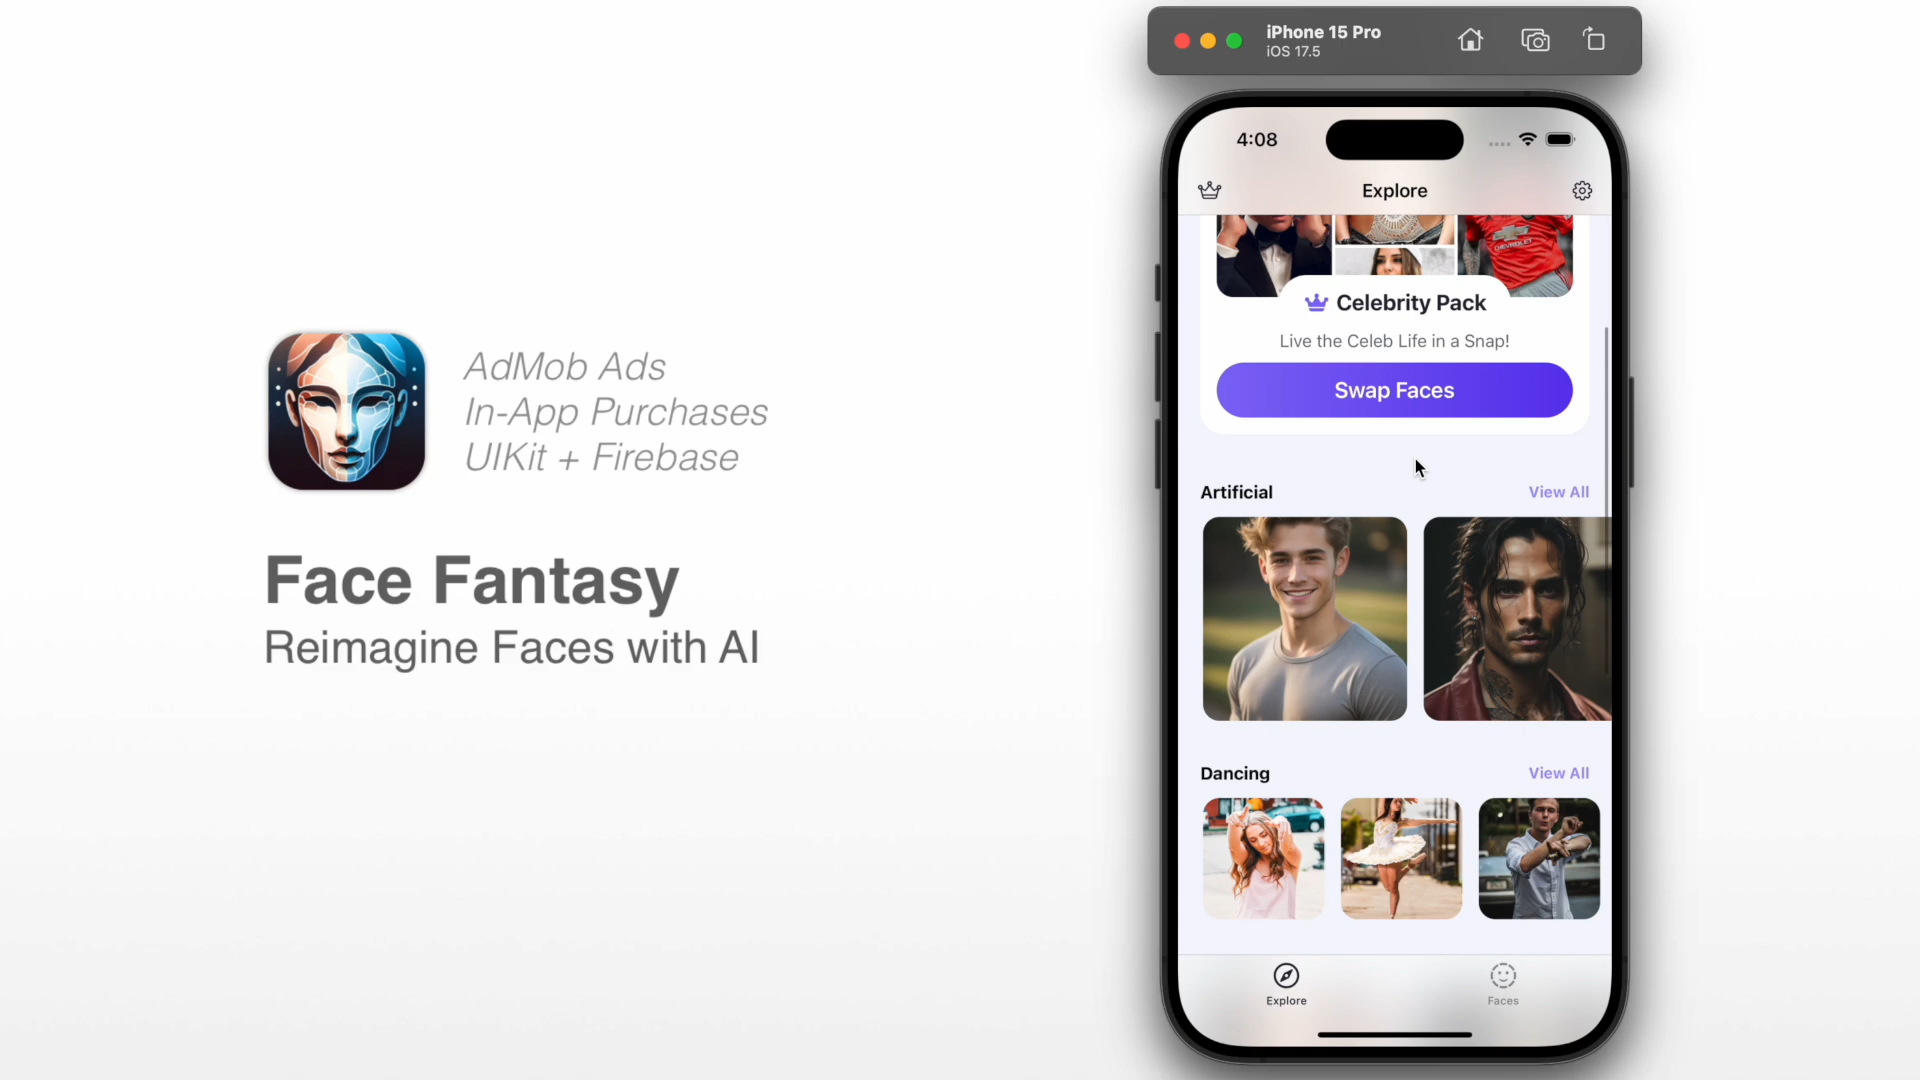 iPhone 15 Pro
iOS 17.5
4:08
Explore
CHEVROLET
Celebrity Pack
Live the Celeb Life in a Snap!
Swap Faces
Artificial
View All
Dancing
View All
Explore
Faces
AdMob Ads
In-App Purchases
UIKit + Firebase
Face Fantasy
Reimagine Faces with AI